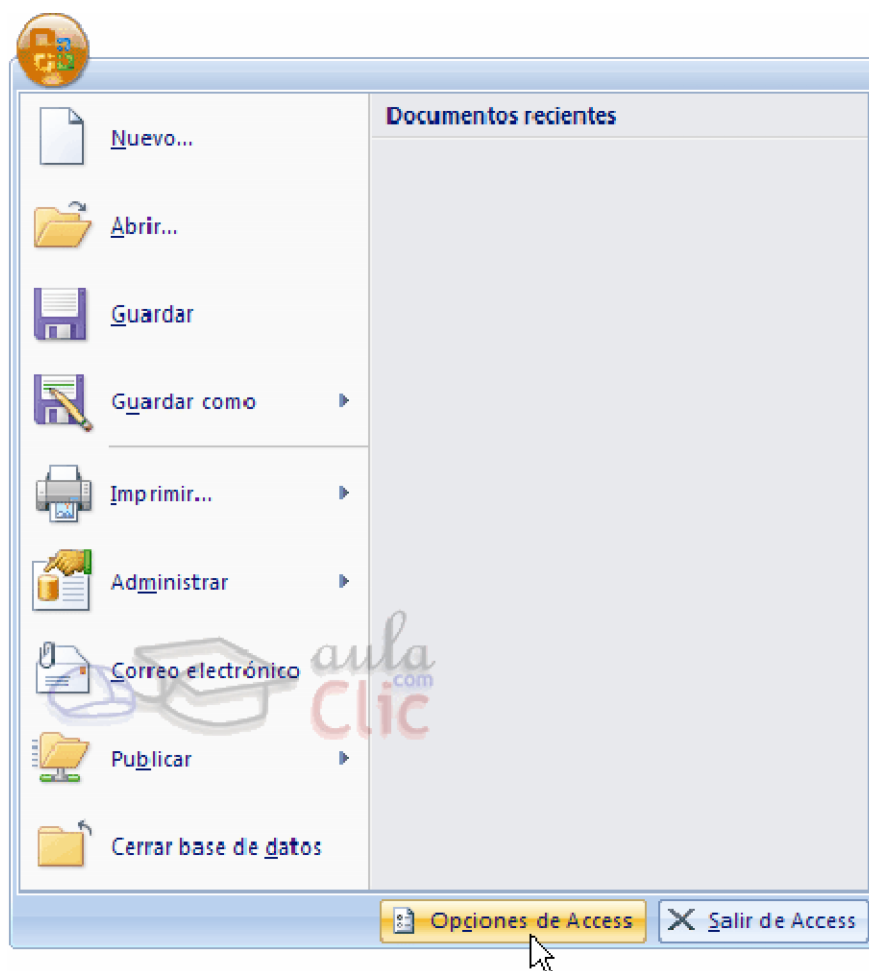 Documentos recientes
Nuevo...
Abrir...
Guardar
Guardar como
Imprimir...
Administrar
Correo electrónico
aula
.com
Clic
Publicar
Cerrar base de datos
Opciones de Access
Salir de Access